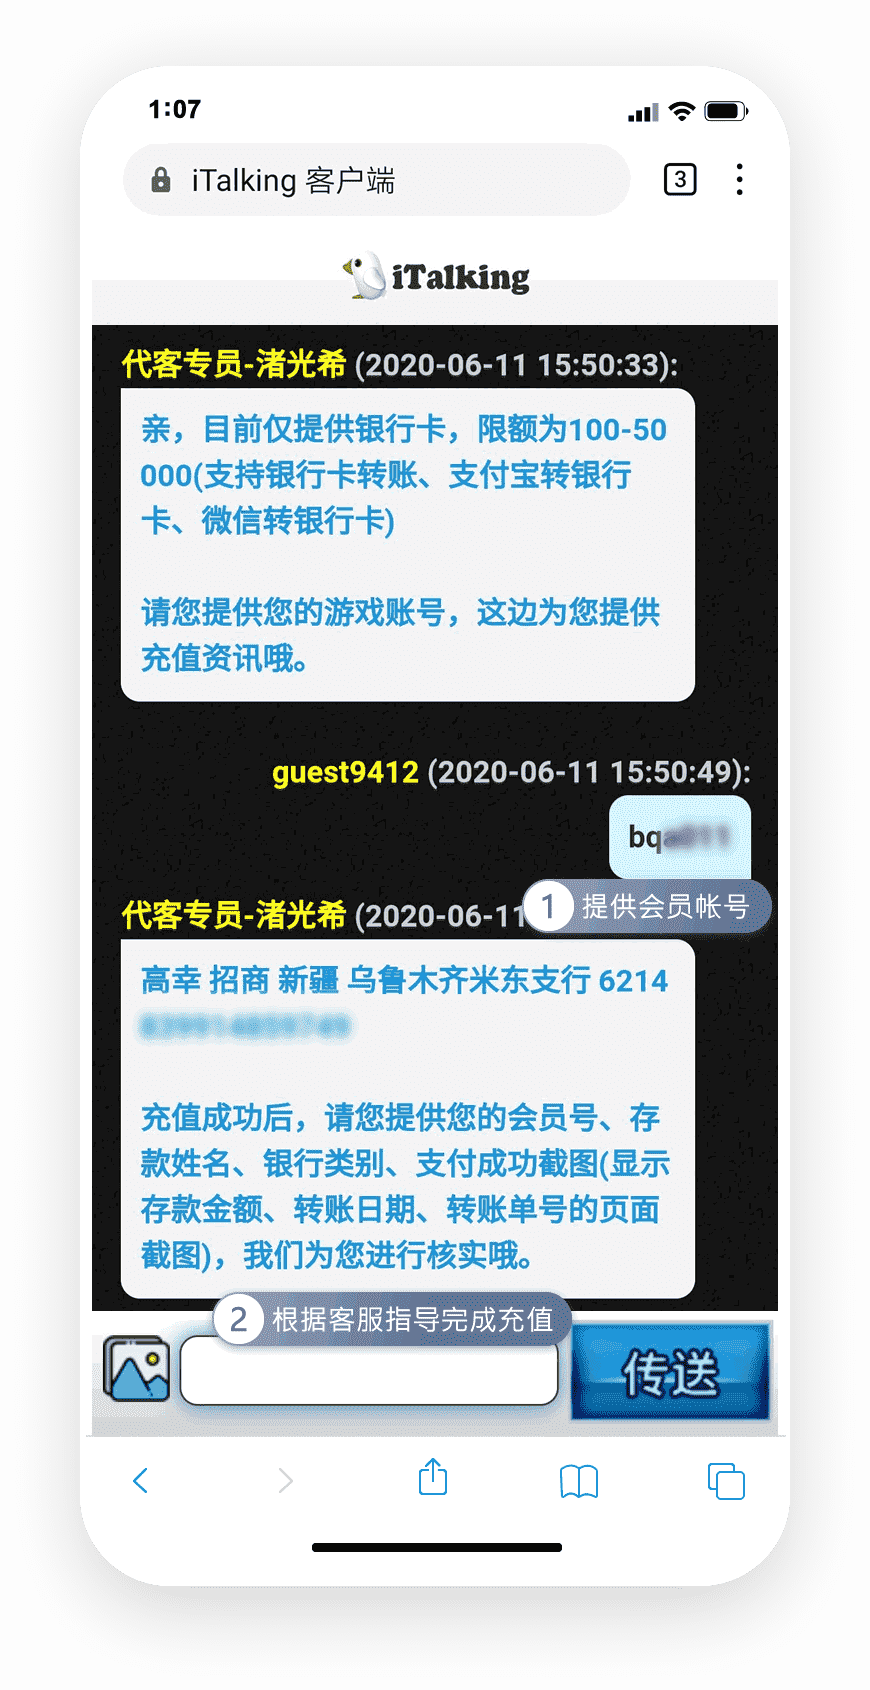 1:07
iTalking 客户端
3
iTalking
代客专员-渚光希 (2020-06-11 15:50:33):
亲，目前仅提供银行卡，限额为100-50
000(支持银行卡转账、支付宝转银行
卡、微信转银行卡)
请您提供您的游戏账号，这边为您提供
充值资讯哦。
guest9412 (2020-06-11 15:50:49):
代客专员-渚光希 (2020-06-11
1 提供会员帐号
高幸 招商 新疆 乌鲁木齐米东支行 6214
充值成功后，请您提供您的会员号、存
款姓名、银行类别、支付成功截图(显示
存款金额、转账日期、转账单号的页面
截图)，我们为您进行核实哦。
2 根据客服指导完成充值
传送